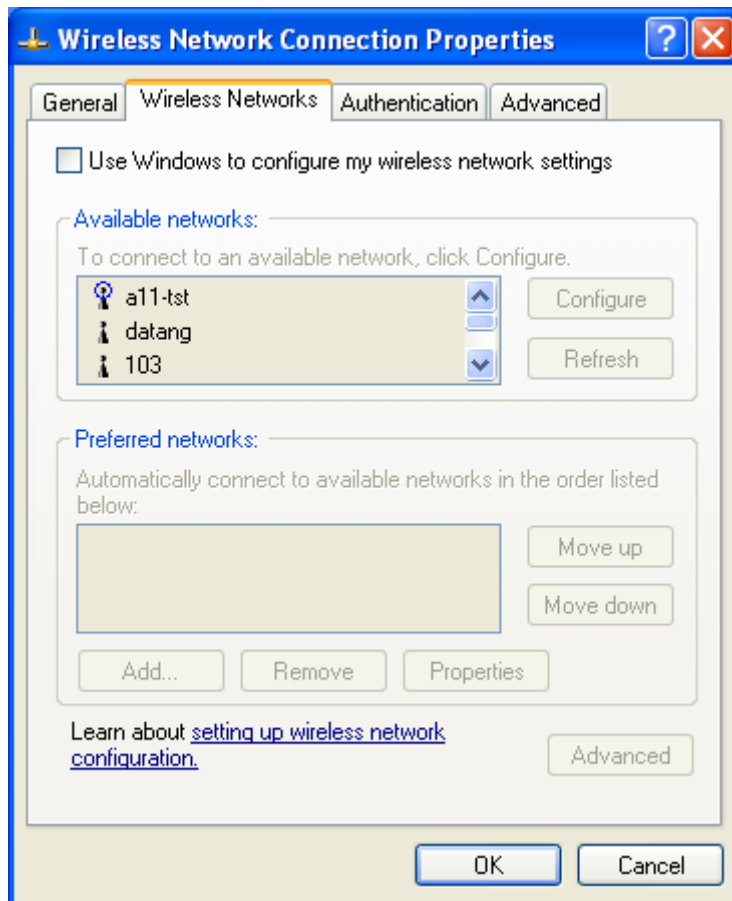 Wireless Network Connection Properties
General Wireless Networks Authentication Advanced
Use Windows to configure my wireless network settings
Available networks:
To connect to an available network, click Configure.
a11-tst
Configure
datang
103
Refresh
Preferred networks:
Automatically connect to available networks in the order listed
below:
Move up
Move down
Add... Remove Properties
Learn about setting up wireless network
configuration.
Advanced
OK Cancel